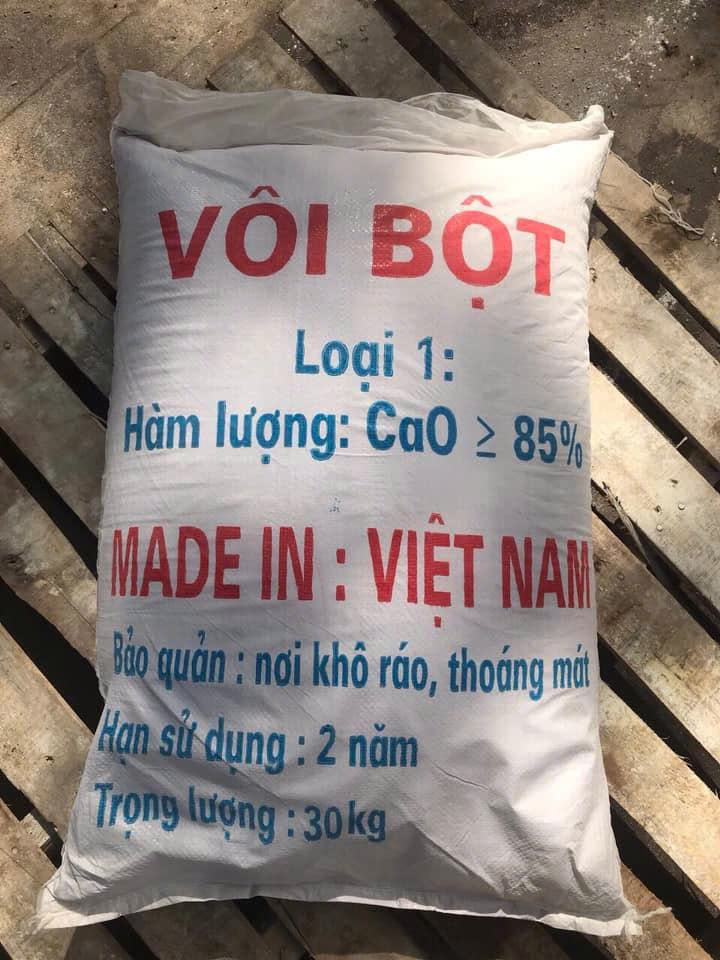 VÔI BỘT
Loại 1:
Hàm lượng: CaO ≥ 85%
MADE IN : VIỆT NAM
Bảo quản : nơi khô ráo, thoáng mát
Hạn sử dụng : 2 năm
Trọng lượng : 30kg